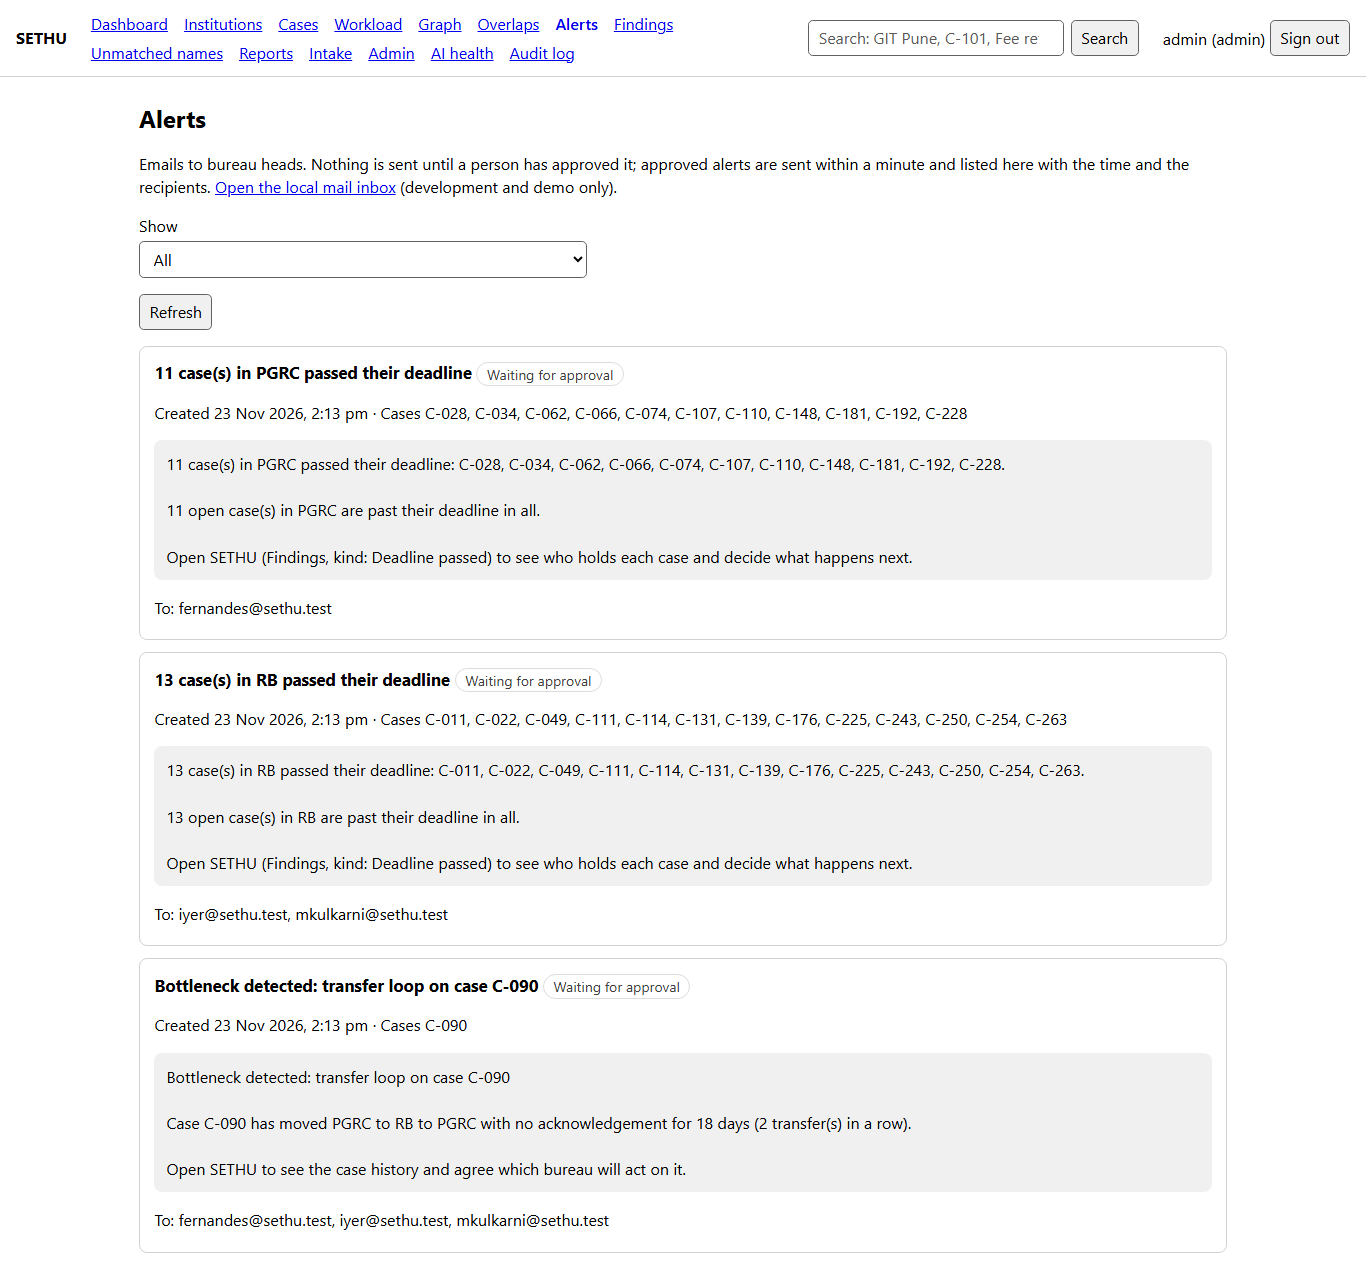 SETHU
Dashboard Institutions Cases Workload Graph Overlaps Alerts Findings
Unmatched names Reports Intake Admin AI health Audit log
Search: GIT Pune, C-101, Fee re
Search
admin (admin)
Sign out
Alerts
Emails to bureau heads. Nothing is sent until a person has approved it; approved alerts are sent within a minute and listed here with the time and the
recipients. Open the local mail inbox (development and demo only).
Show
All
Refresh
11 case(s) in PGRC passed their deadline Waiting for approval
Created 23 Nov 2026, 2:13 pm · Cases C-028, C-034, C-062, C-066, C-074, C-107, C-110, C-148, C-181, C-192, C-228
11 case(s) in PGRC passed their deadline: C-028, C-034, C-062, C-066, C-074, C-107, C-110, C-148, C-181, C-192, C-228.
11 open case(s) in PGRC are past their deadline in all.
Open SETHU (Findings, kind: Deadline passed) to see who holds each case and decide what happens next.
To: fernandes@sethu.test
13 case(s) in RB passed their deadline Waiting for approval
Created 23 Nov 2026, 2:13 pm · Cases C-011, C-022, C-049, C-111, C-114, C-131, C-139, C-176, C-225, C-243, C-250, C-254, C-263
13 case(s) in RB passed their deadline: C-011, C-022, C-049, C-111, C-114, C-131, C-139, C-176, C-225, C-243, C-250, C-254, C-263.
13 open case(s) in RB are past their deadline in all.
Open SETHU (Findings, kind: Deadline passed) to see who holds each case and decide what happens next.
To: iyer@sethu.test, mkulkarni@sethu.test
Bottleneck detected: transfer loop on case C-090 Waiting for approval
Created 23 Nov 2026, 2:13 pm · Cases C-090
Bottleneck detected: transfer loop on case C-090
Case C-090 has moved PGRC to RB to PGRC with no acknowledgement for 18 days (2 transfer(s) in a row).
Open SETHU to see the case history and agree which bureau will act on it.
To: fernandes@sethu.test, iyer@sethu.test, mkulkarni@sethu.test